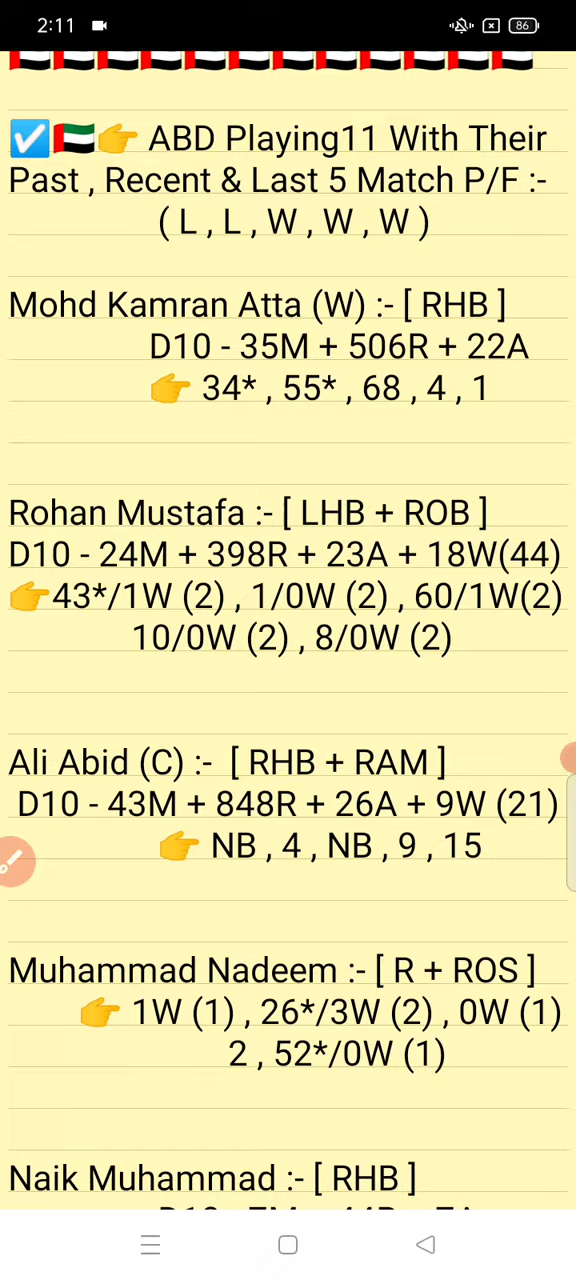 2:11
86
ABD Playing11 With Their
Past , Recent & Last 5 Match P/F :-
( L , L , W , W , W )
Mohd Kamran Atta (W) :- [ RHB ]
D10 - 35M + 506R + 22A
34* , 55* , 68 , 4 , 1
Rohan Mustafa :- [ LHB + ROB ]
D10 - 24M + 398R + 23A + 18W(44)
43*/1W (2) , 1/0W (2) , 60/1W(2)
10/0W (2) , 8/0W (2)
Ali Abid (C) :- [ RHB + RAM ]
D10 - 43M + 848R + 26A + 9W (21)
NB , 4 , NB , 9 , 15
Muhammad Nadeem :- [ R + ROS ]
1W (1) , 26*/3W (2) , 0W (1)
2 , 52*/0W (1)
Naik Muhammad :- [ RHB ]